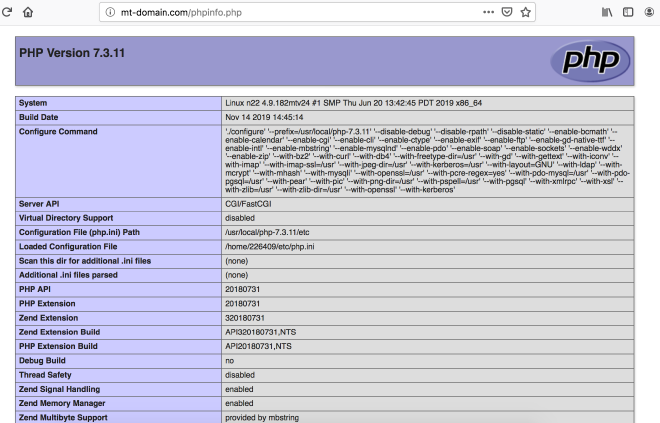 mt-domain.com/phpinfo.php
PHP Version 7.3.11
php
System Linux n22 4.9.182mtv24 #1 SMP Thu Jun 20 13:42:45 PDT 2019 x86_64
Build Date Nov 14 2019 14:45:14
Configure Command './configure' '--prefix=/usr/local/php-7.3.11' '--disable-debug' '--disable-rpath' '--disable-static' '--enable-bcmath' '--
enable-calendar' '--enable-cgi' '--enable-cli' '--enable-ctype' '--enable-exif' '--enable-ftp' '--enable-gd-native-ttf'
'--enable-intl' '--enable-mbstring' '--enable-mysqlnd' '--enable-pdo' '--enable-soap' '--enable-sockets' '--enable-wddx'
'--enable-zip' '--with-bz2' '--with-curl' '--with-db4' '--with-freetype-dir=/usr' '--with-gd' '--with-gettext' '--with-iconv' '--
with-imap' '--with-imap-ssl=/usr' '--with-jpeg-dir=/usr' '--with-kerberos=/usr' '--with-layout=GNU' '--with-ldap' '--with-
mcrypt' '--with-mhash' '--with-mysqli' '--with-openssl=/usr' '--with-pcre-regex=yes' '--with-pdo-mysql=/usr' '--with-pdo-
pgsql=/usr' '--with-pear' '--with-pic' '--with-png-dir=/usr' '--with-pspell=/usr' '--with-pgsql' '--with-xmlrpc' '--with-xsl' '--
with-zlib=/usr' '--with-zlib-dir=/usr' '--with-openssl' '--with-kerberos'
Server API CGI/FastCGI
Virtual Directory Support disabled
Configuration File (php.ini) Path /usr/local/php-7.3.11/etc
Loaded Configuration File /home/226409/etc/php.ini
Scan this dir for additional .ini files (none)
Additional .ini files parsed (none)
PHP API 20180731
PHP Extension 20180731
Zend Extension 320180731
Zend Extension Build API320180731,NTS
PHP Extension Build API20180731,NTS
Debug Build no
Thread Safety disabled
Zend Signal Handling enabled
Zend Memory Manager enabled
Zend Multibyte Support provided by mbstring